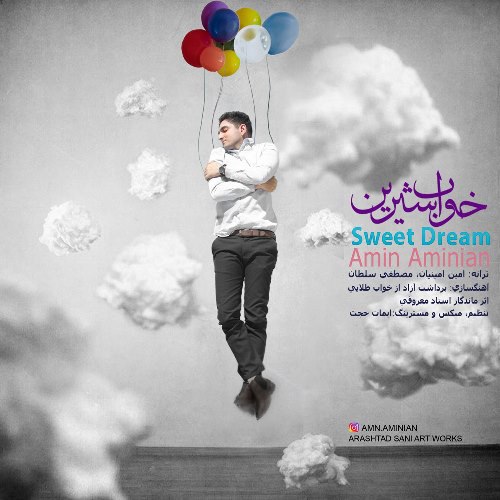 خواب شیرین
Sweet Dream
Amin Aminian
ترانه: امین امینیان، مصطفی سلطان
آهنگسازی: برداشت آزاد از خواب طلایی
اثر ماندگار استاد معروفی
تنظیم، میکس و مسترینگ: ایمان حجت
AMN.AMINIAN
ARASHTAD SANI ART WORKS